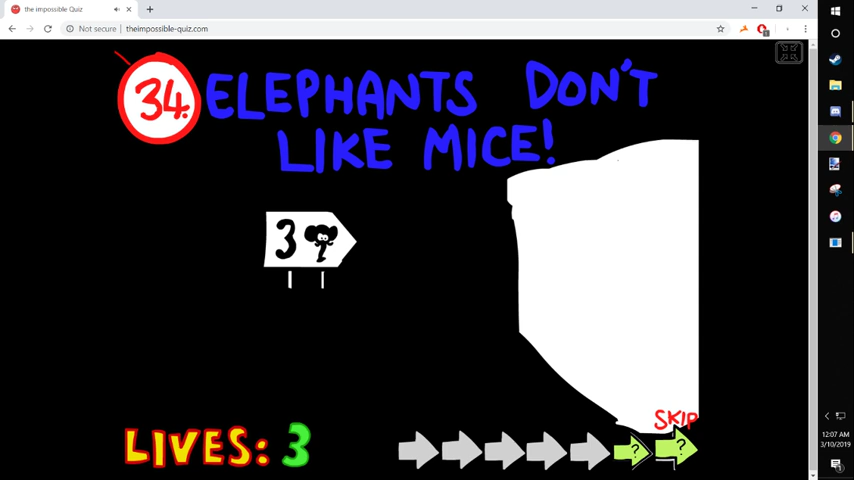 the impossible Quiz
Not secure | theimpossible-quiz.com
34.
ELEPHANTS DON'T
LIKE MICE!
3
SKIP
LIVES: 3
? ?
12:07 AM
3/10/2019